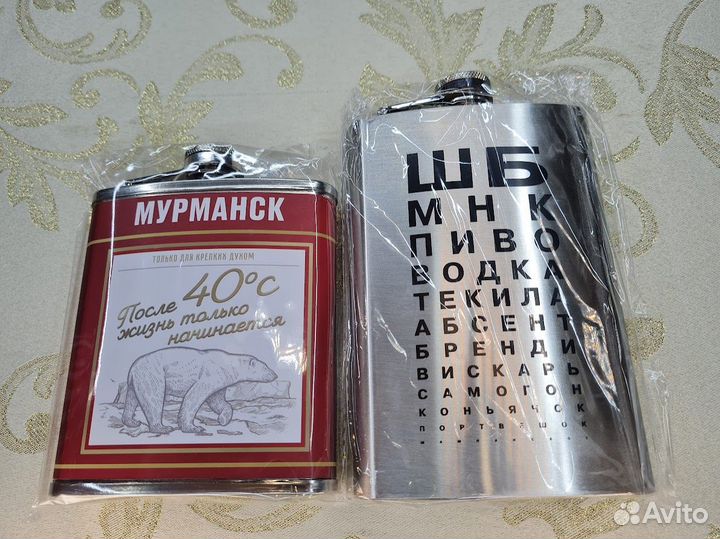 МУРМАНСК
ТОЛЬКО ДЛЯ КРЕПКИХ ДУХОМ
После 40°С
жизнь только
начинается
ШБ
МНК
ПИВО
ВОДКА
ТЕКИЛА
АБСЕНТ
БРЕНДИ
ВИСКАРЬ
САМОГОН
КОНЬЯЧОК
ПОРТВЕШОК
Avito